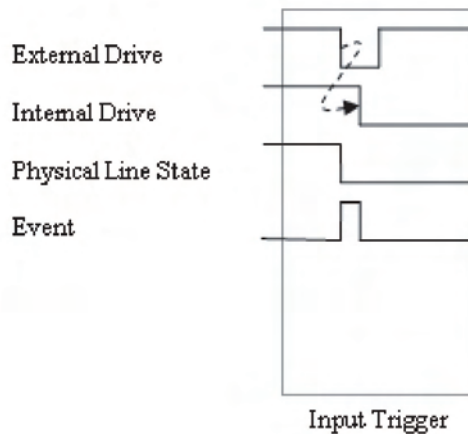 External Drive
Internal Drive
Physical Line State
Event
Input Trigger